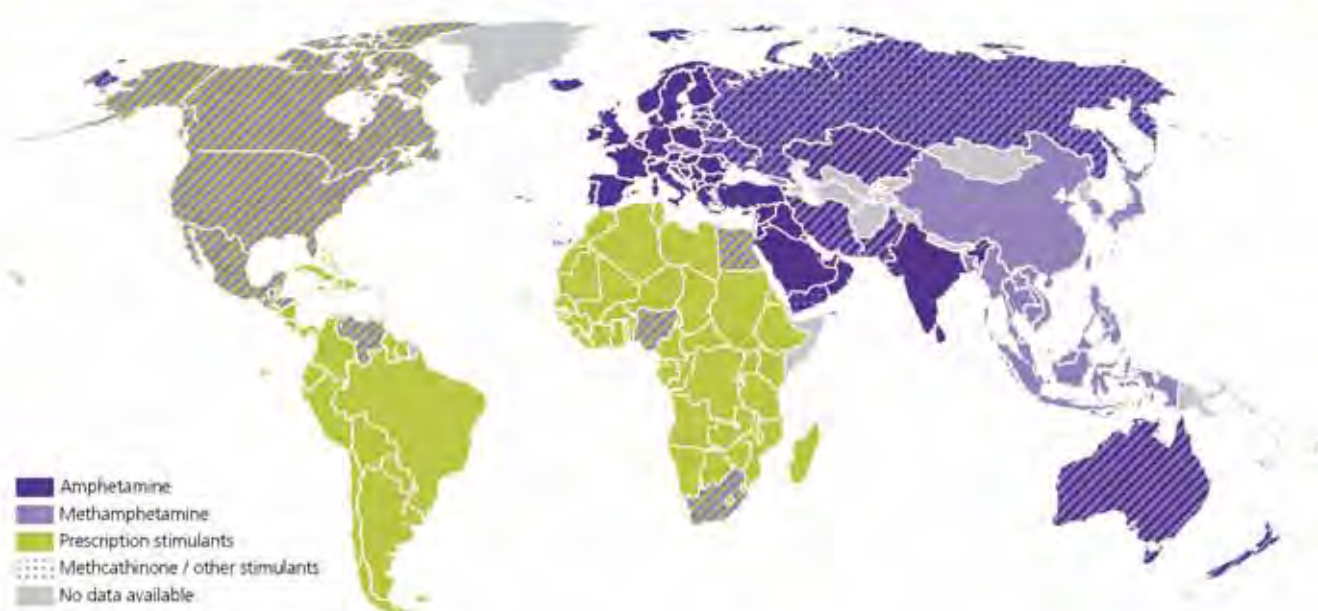 Amphetamine
Methamphetamine
Prescription stimulants
Methcathinone / other stimulants
No data available